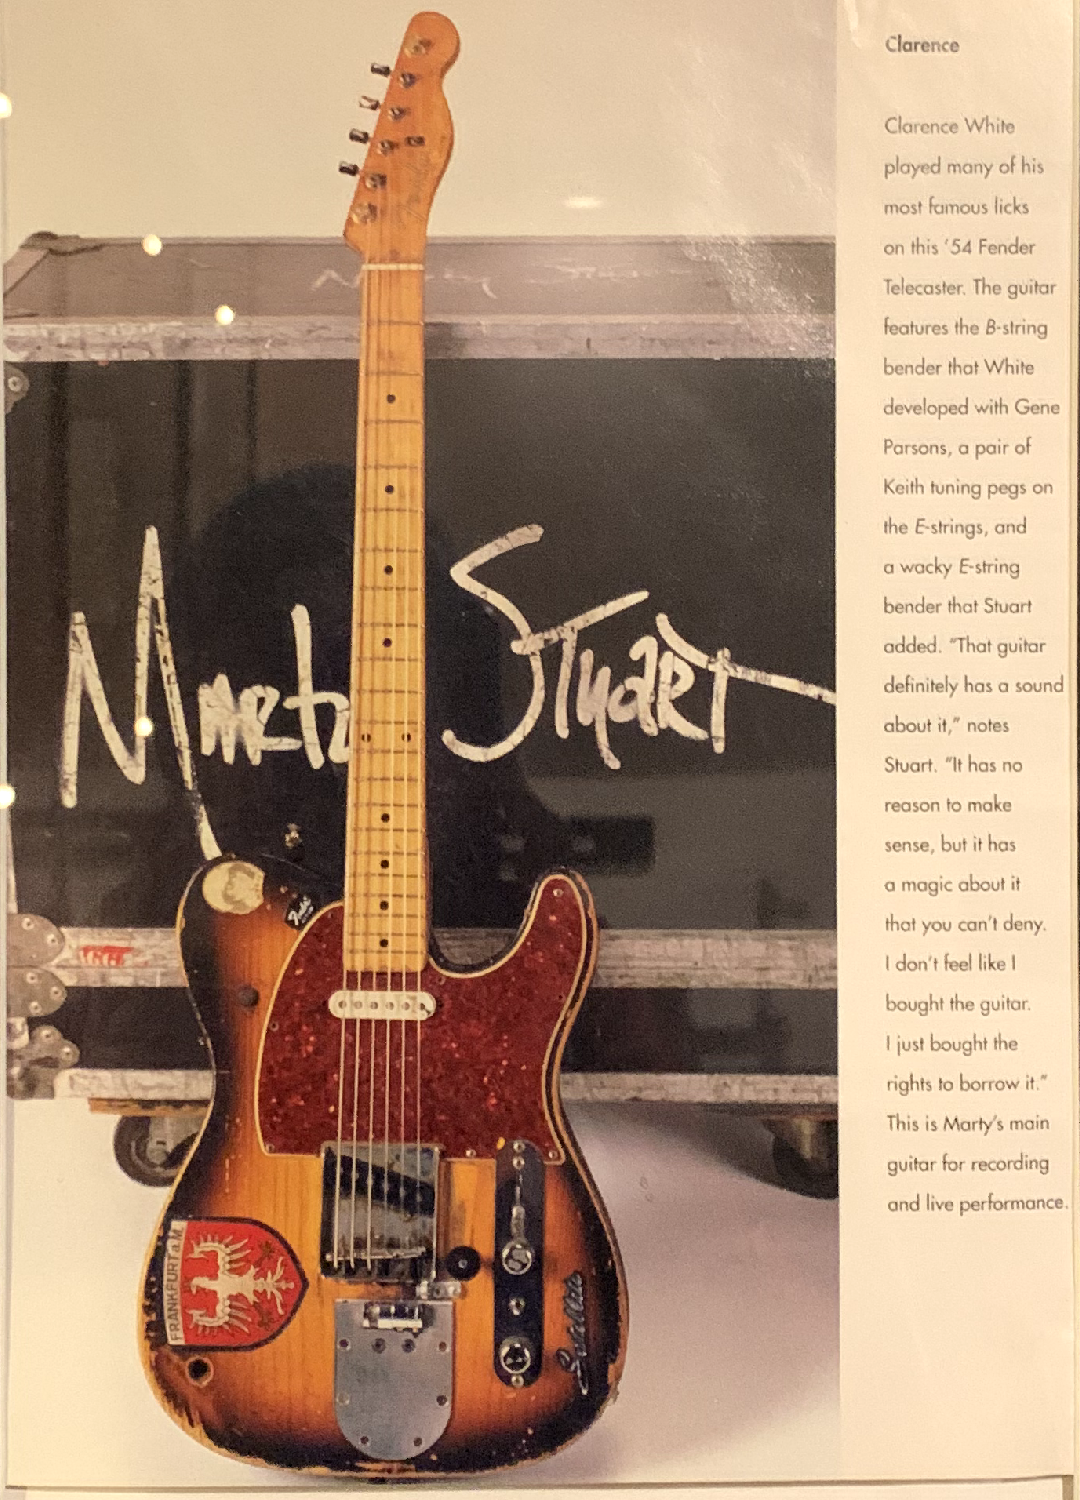 Clarence
Clarence White
played many of his
most famous licks
on this '54 Fender
Telecaster. The guitar
features the B-string
bender that White
developed with Gene
Parsons, a pair of
Keith tuning pegs on
the E-strings, and
a wacky E-string
bender that Stuart
added. "That guitar
definitely has a sound
about it," notes
Stuart. "It has no
reason to make
sense, but it has
a magic about it
that you can't deny.
I don't feel like I
bought the guitar.
I just bought the
rights to borrow it."
This is Marty's main
guitar for recording
and live performance.
Stuart
FRANKFURT a.M.